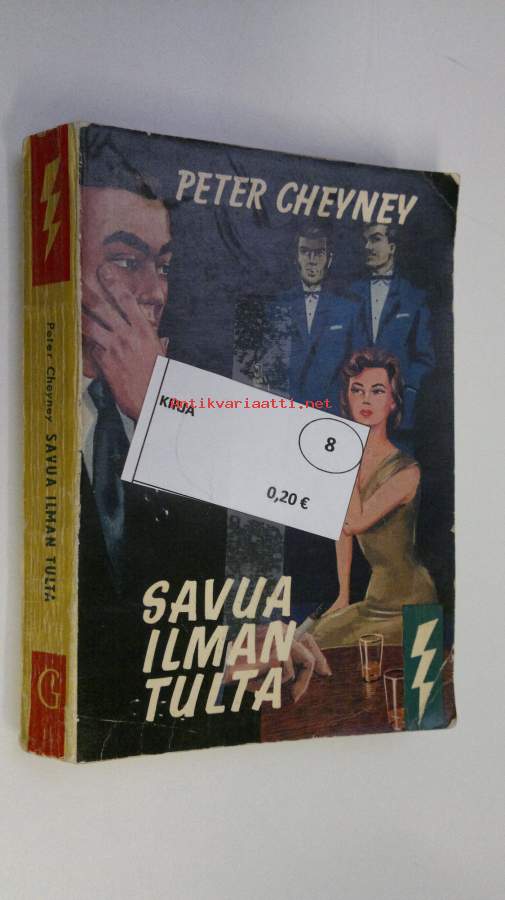 PETER CHEYNEY
KIRJA
Antikvariaatti.net
8
0,20 €
SAVUA
ILMAN
TULTA
Peter Cheyney SAVUA ILMAN TULTA
G